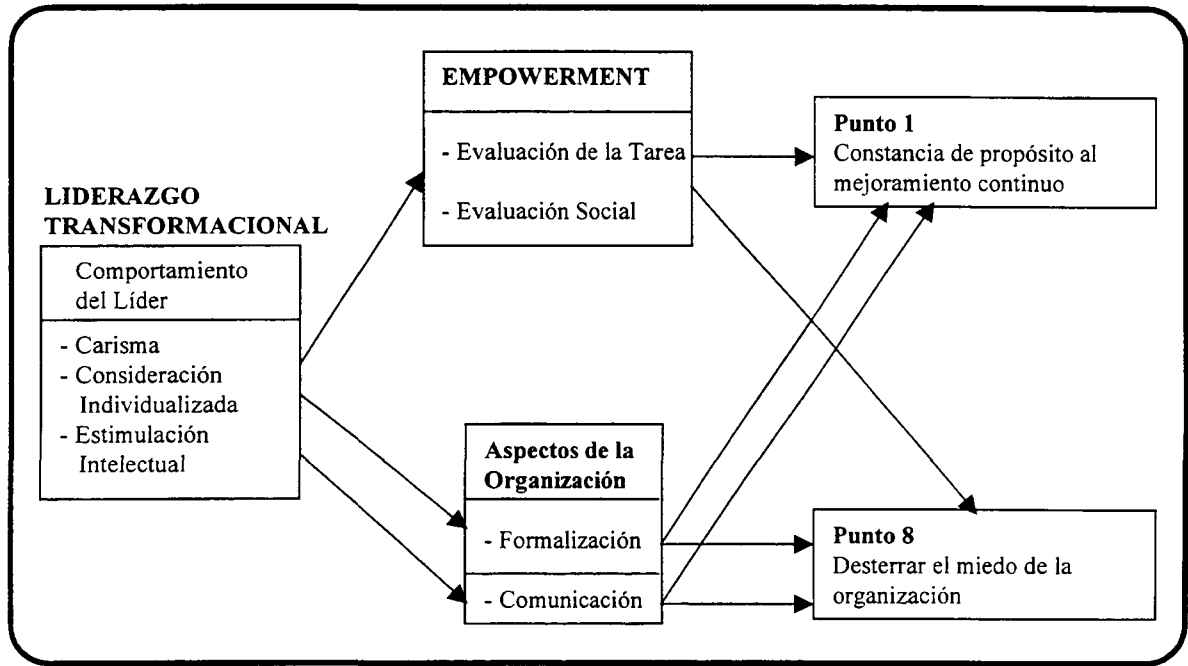 LIDERAZGO
TRANSFORMACIONAL
Comportamiento
del Líder
- Carisma
- Consideración
Individualizada
- Estimulación
Intelectual
EMPOWERMENT
- Evaluación de la Tarea
- Evaluación Social
Aspectos de la
Organización
- Formalización
- Comunicación
Punto 1
Constancia de propósito al
mejoramiento continuo
Punto 8
Desterrar el miedo de la
organización